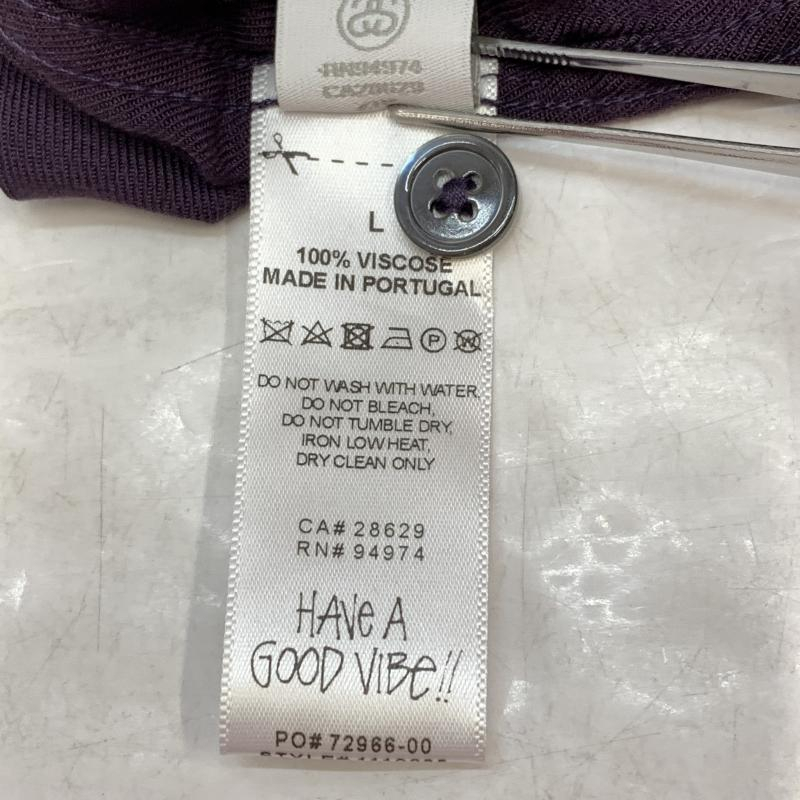 RN94974
CA28629
L
100% VISCOSE
MADE IN PORTUGAL
DO NOT WASH WITH WATER,
DO NOT BLEACH,
DO NOT TUMBLE DRY,
IRON LOW HEAT,
DRY CLEAN ONLY
CA# 28629
RN# 94974
HAVE A
GOOD VIBE!!
PO# 72966-00